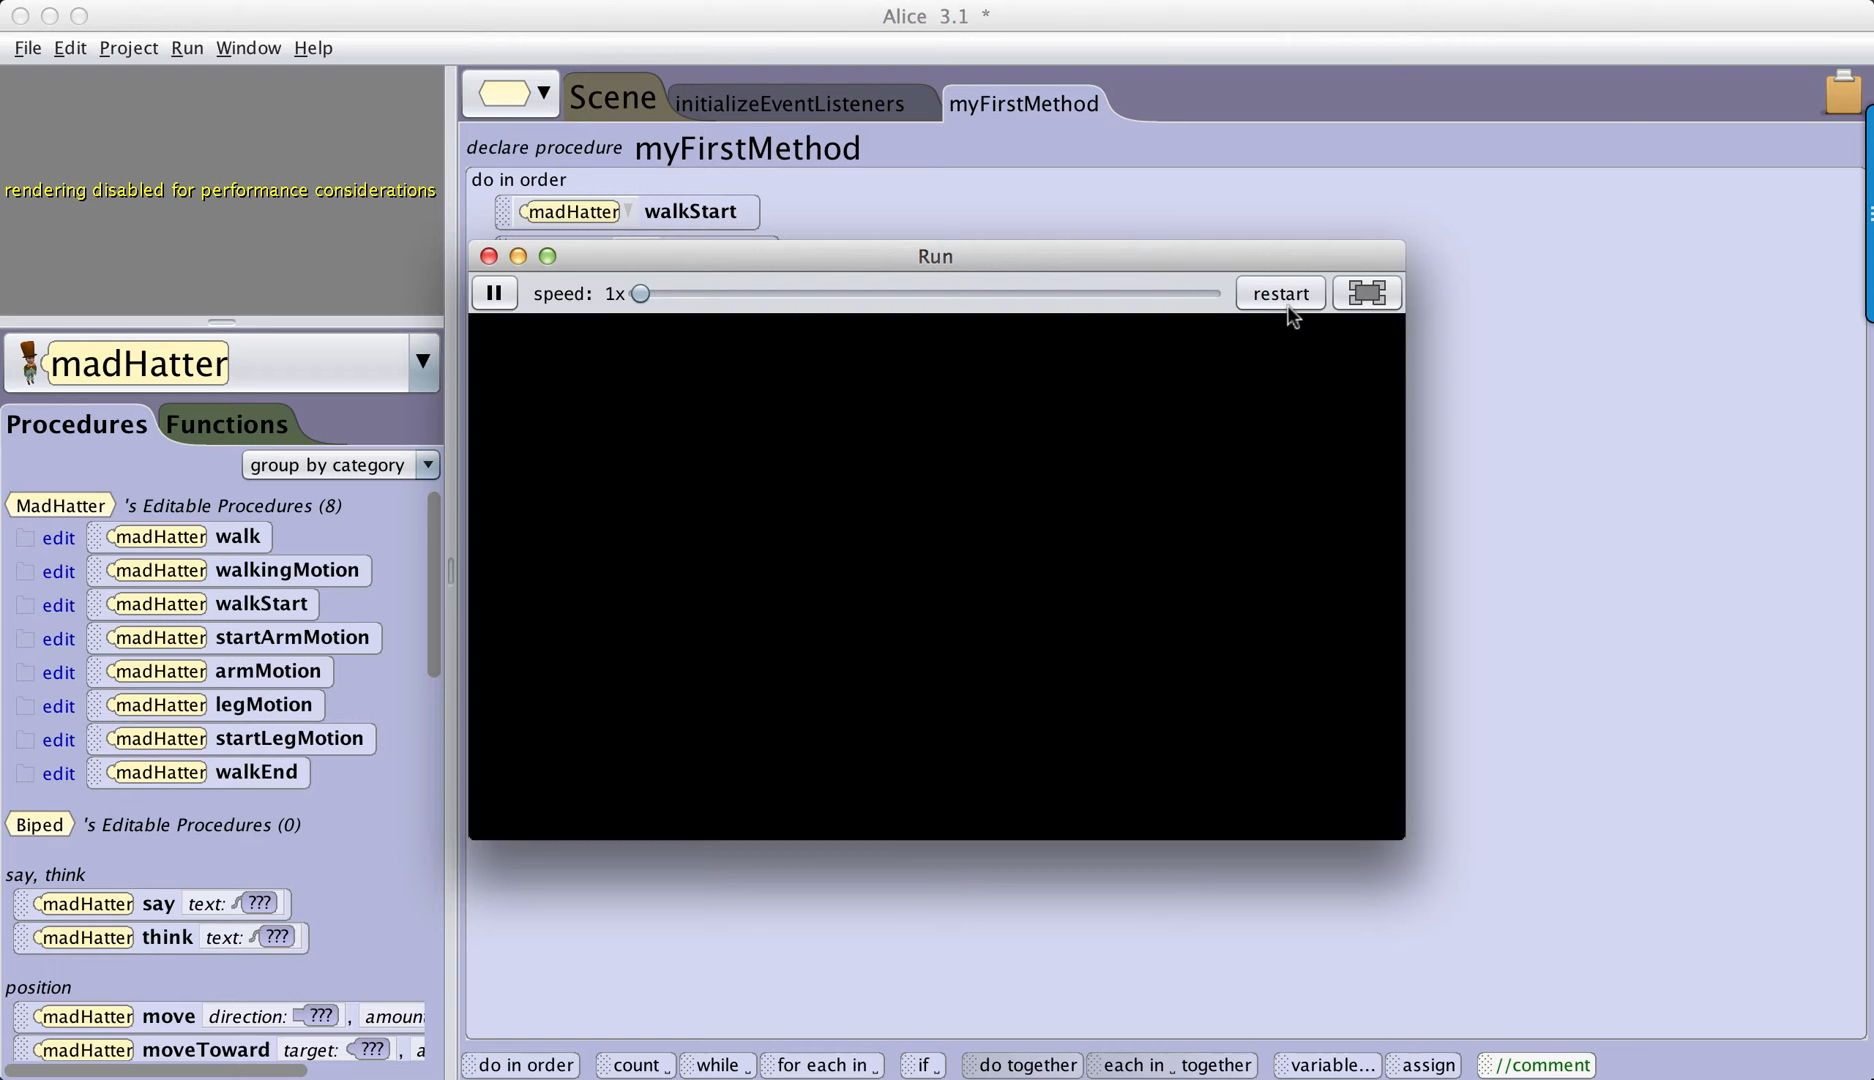 Alice 3.1 *
File Edit Project Run Window Help
rendering disabled for performance considerations
Scene initializeEventListeners myFirstMethod
declare procedure myFirstMethod
do in order
madHatter walkStart
Run
speed: 1x restart
madHatter
Procedures Functions
group by category
MadHatter 's Editable Procedures (8)
edit madHatter walk
edit madHatter walkingMotion
edit madHatter walkStart
edit madHatter startArmMotion
edit madHatter armMotion
edit madHatter legMotion
edit madHatter startLegMotion
edit madHatter walkEnd
Biped 's Editable Procedures (0)
say, think
madHatter say text: ???
madHatter think text: ???
position
madHatter move direction: ??? , amoun
madHatter moveToward target: ??? , a
do in order count while for each in if do together each in together variable... assign //comment